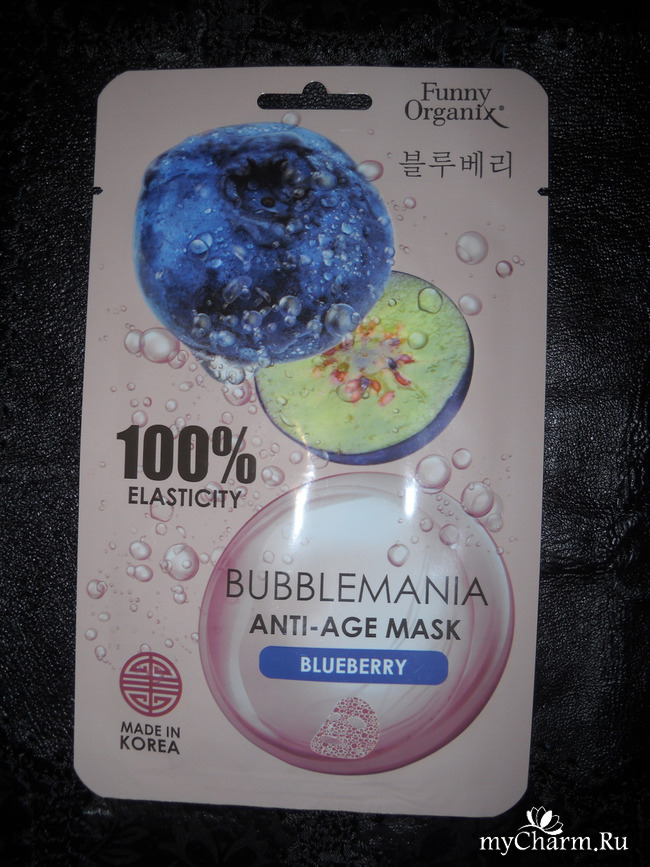 Funny
Organix®
블루베리
100%
ELASTICITY
BUBBLEMANIA
ANTI-AGE MASK
BLUEBERRY
MADE IN
KOREA
myCharm.Ru